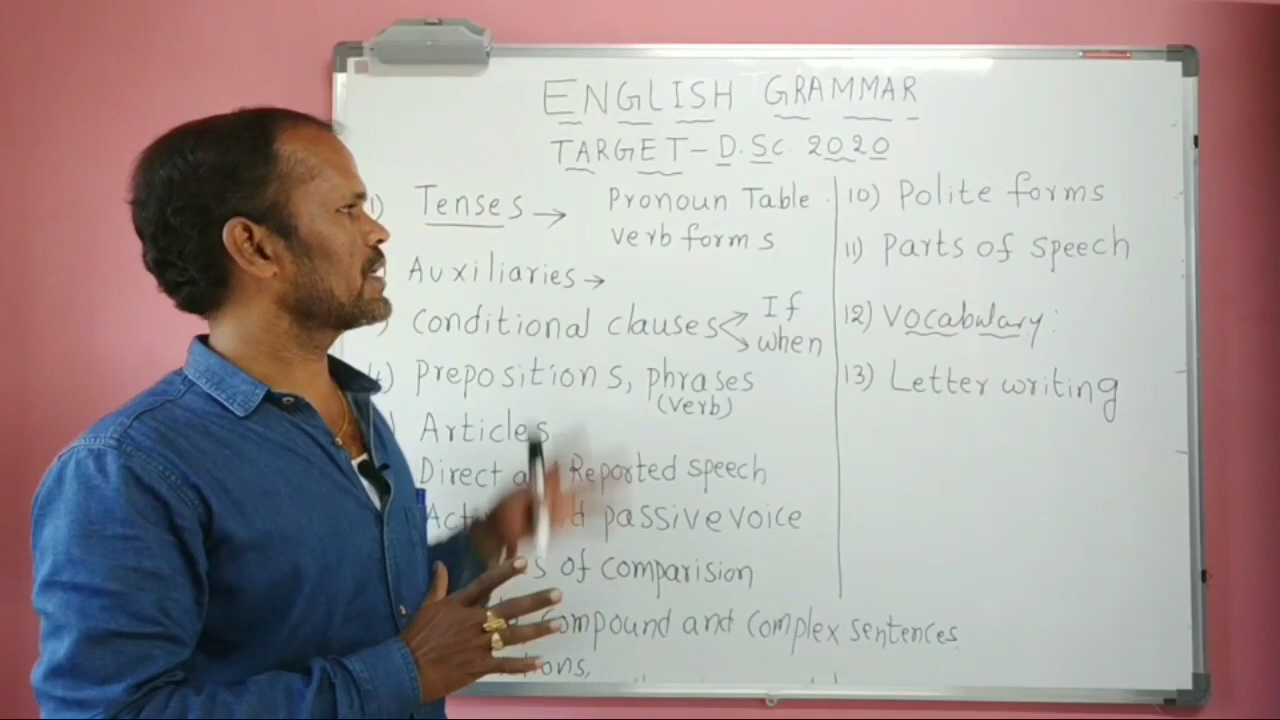 ENGLISH GRAMMAR
TARGET - D.SC. 2020
1) Tenses → Pronoun Table
verb forms
Auxiliaries →
) conditional clauses If
when
4) prepositions, phrases
(verb)
) Articles
Direct Reported speech
passive voice
of comparision
compound and complex sentences
10) Polite forms
11) parts of speech
12) vocabulary:
13) Letter writing